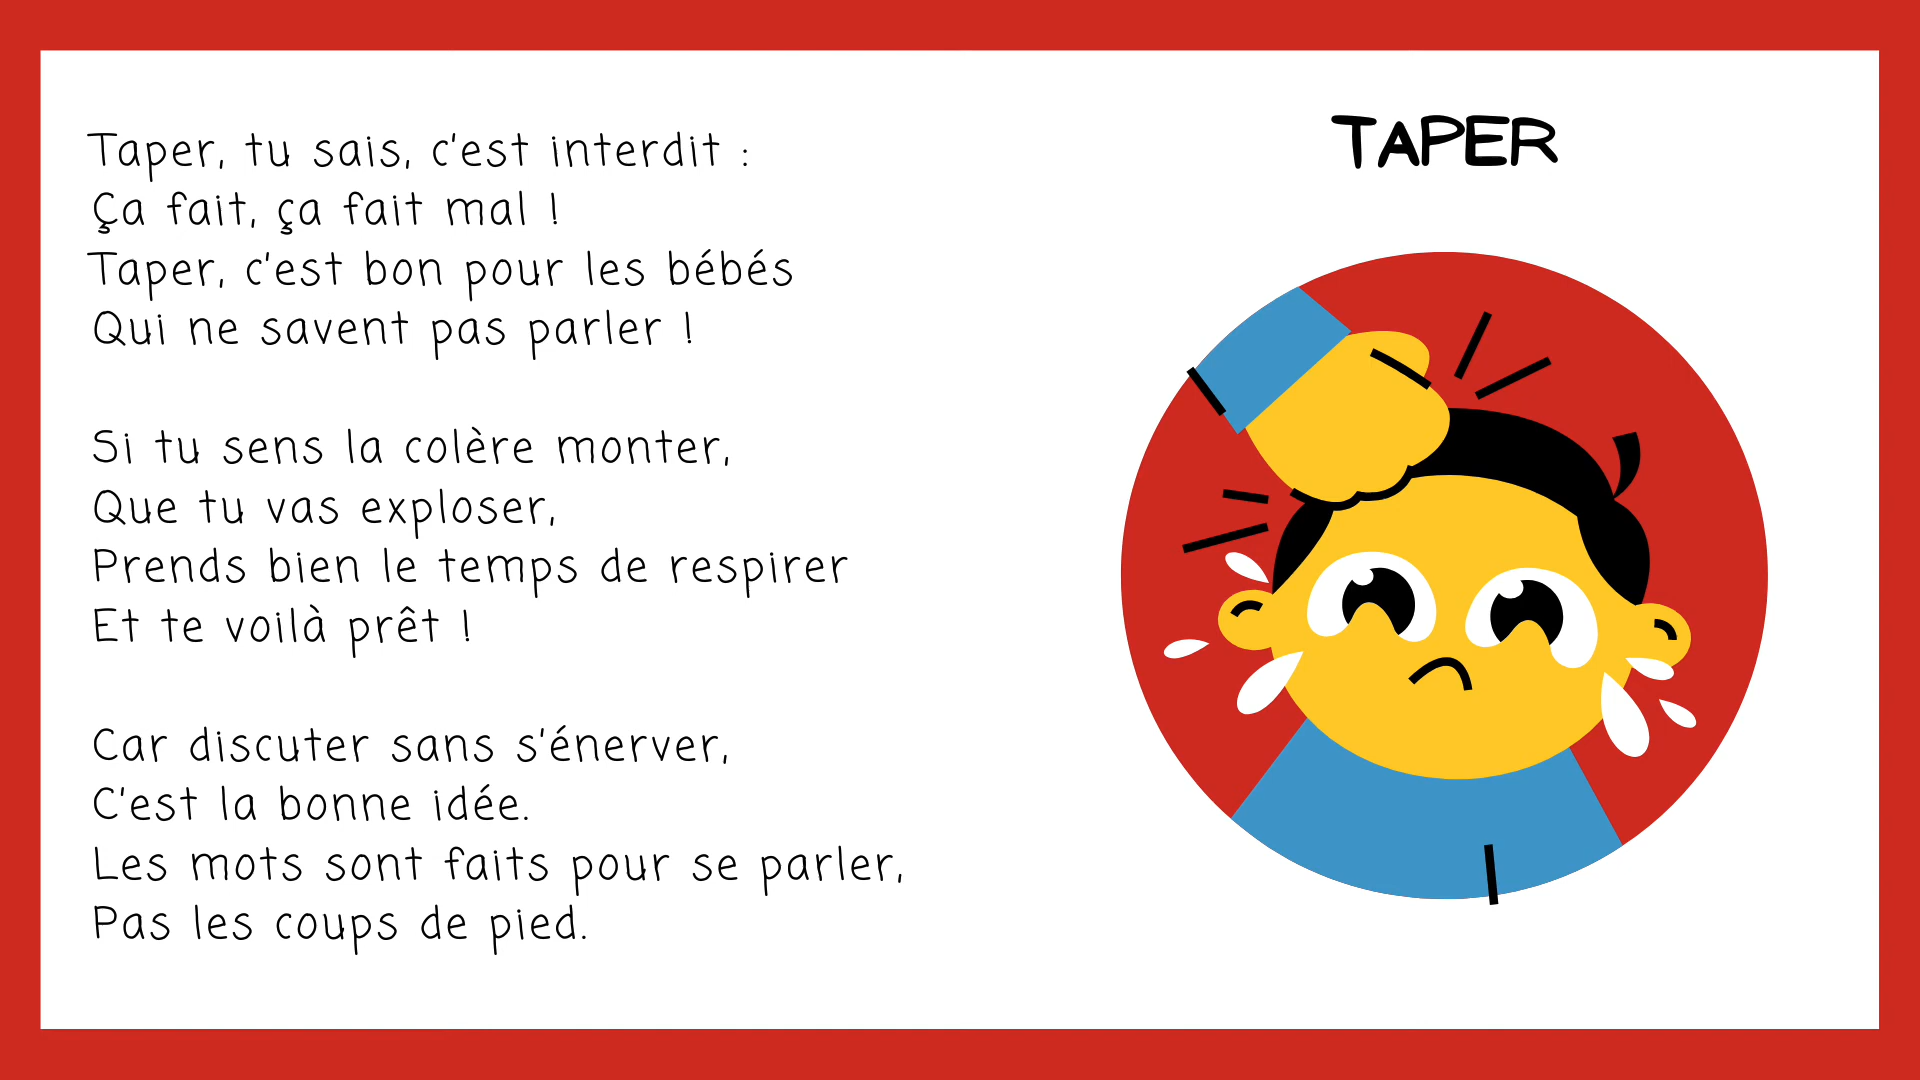 Taper, tu sais, c'est interdit :
Ça fait, ça fait mal !
Taper, c'est bon pour les bébés
Qui ne savent pas parler !
Si tu sens la colère monter,
Que tu vas exploser,
Prends bien le temps de respirer
Et te voilà prêt !
Car discuter sans s'énerver,
C'est la bonne idée.
Les mots sont faits pour se parler,
Pas les coups de pied.
TAPER